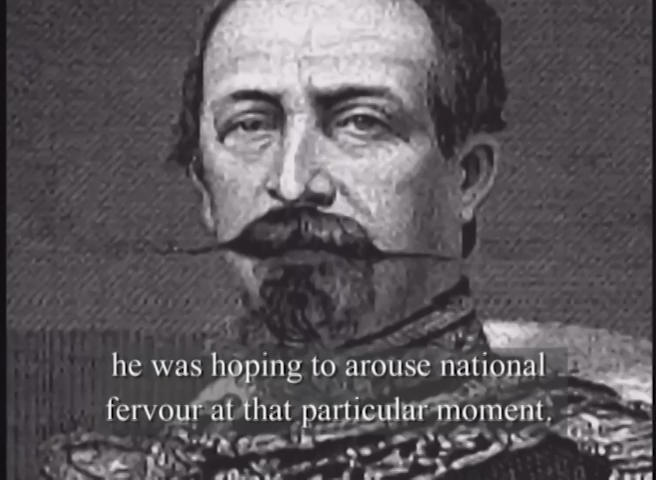 he was hoping to arouse national
fervour at that particular moment.